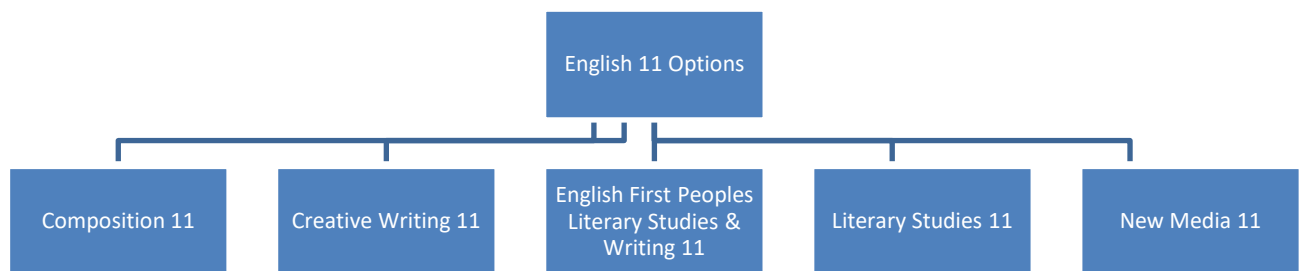 English 11 Options
Composition 11
Creative Writing 11
English First Peoples
Literary Studies &
Writing 11
Literary Studies 11
New Media 11